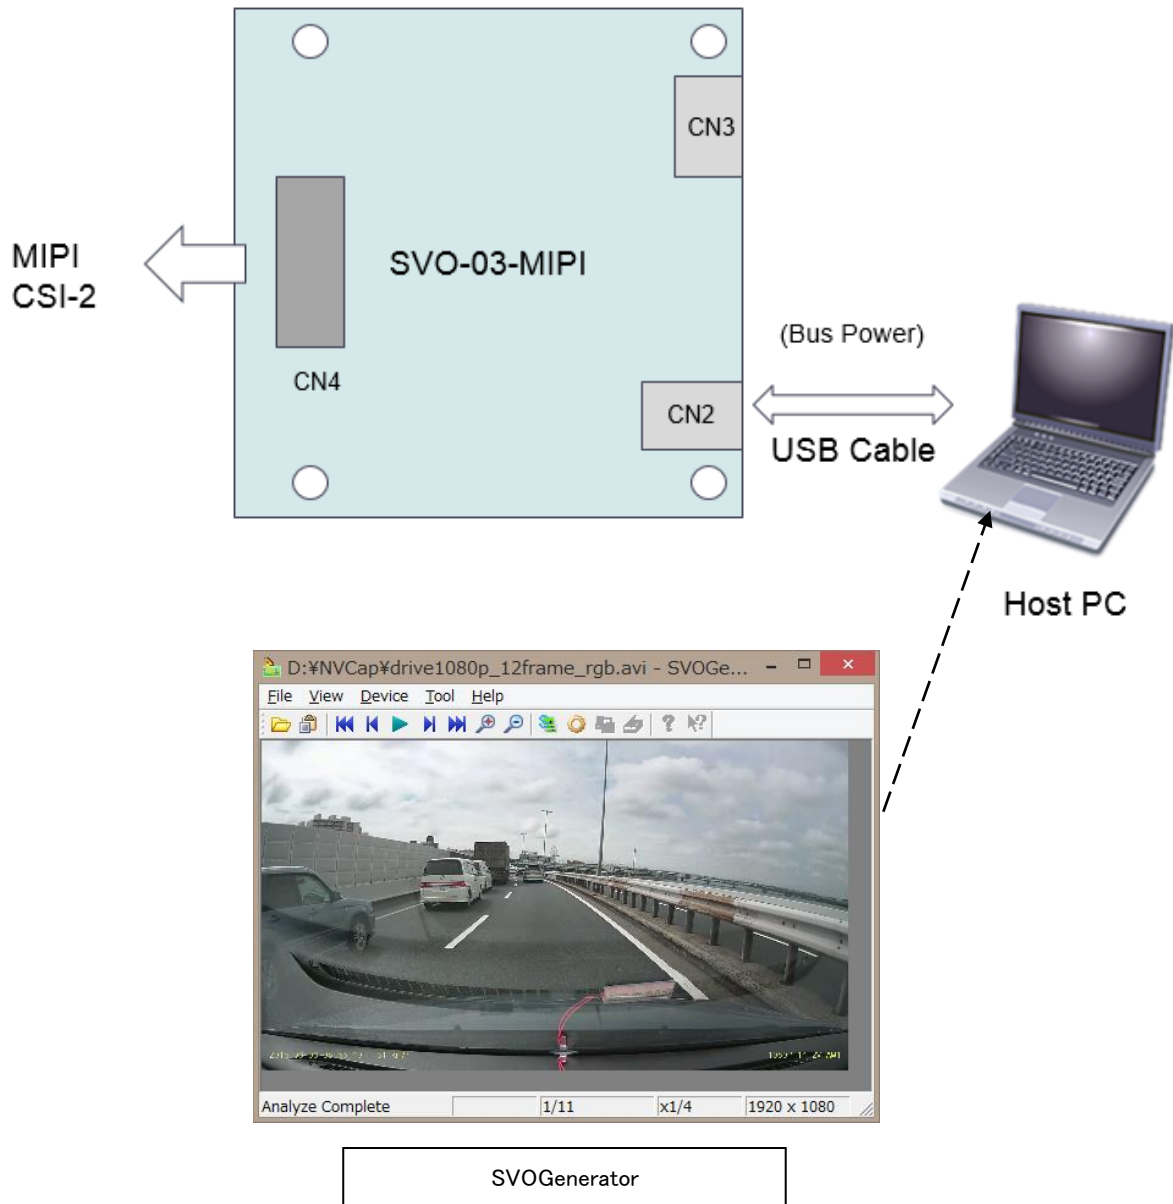 CN3
MIPI
CSI-2
SVO-03-MIPI
CN4
(Bus Power)
CN2
USB Cable
Host PC
D:¥NVCap¥drive1080p_12frame_rgb.avi - SVOGe...
File View Device Tool Help
Analyze Complete 1/11 x1/4 1920 x 1080
SVOGenerator